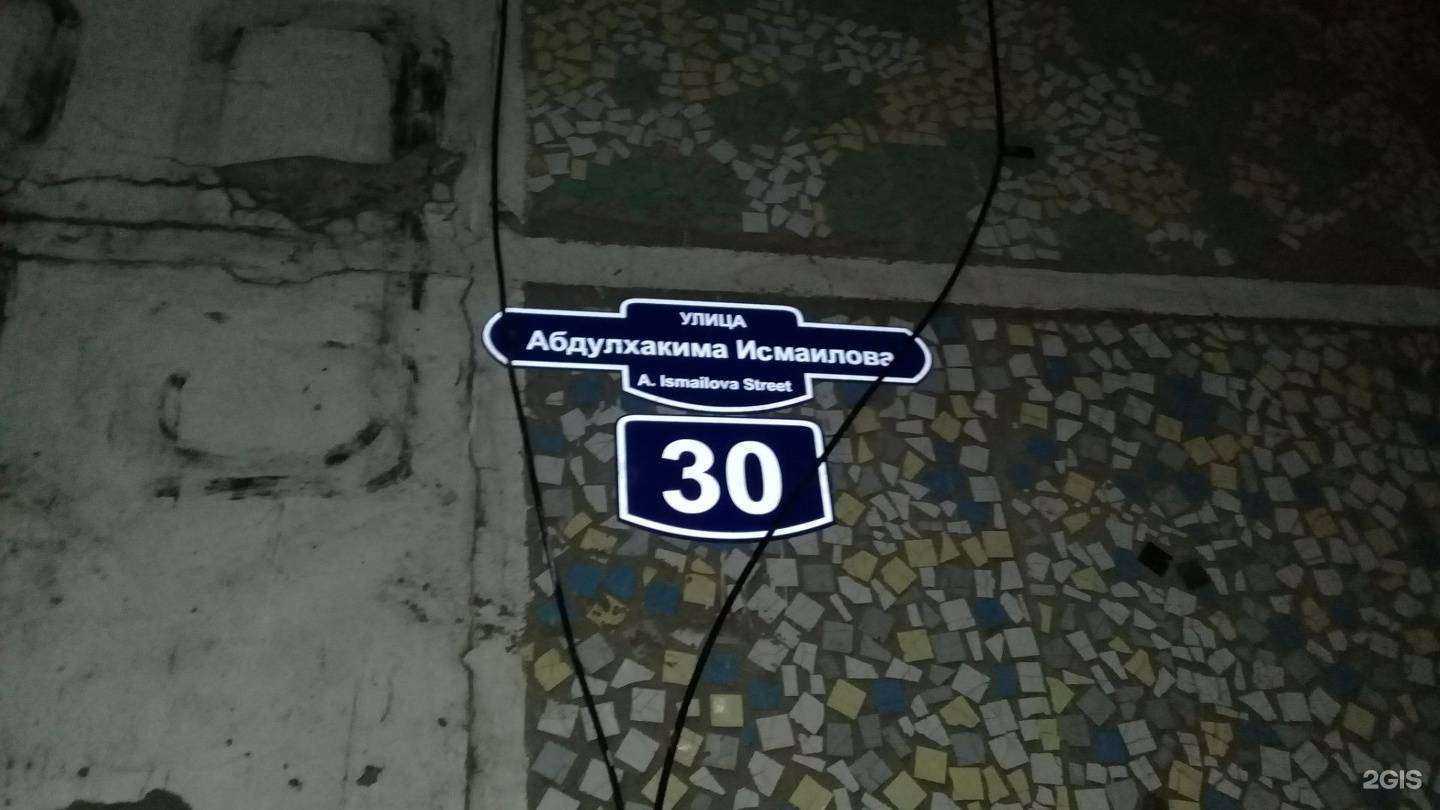 УЛИЦА
Абдулхакима Исмаилова
A. Ismailova Street
30
2GIS